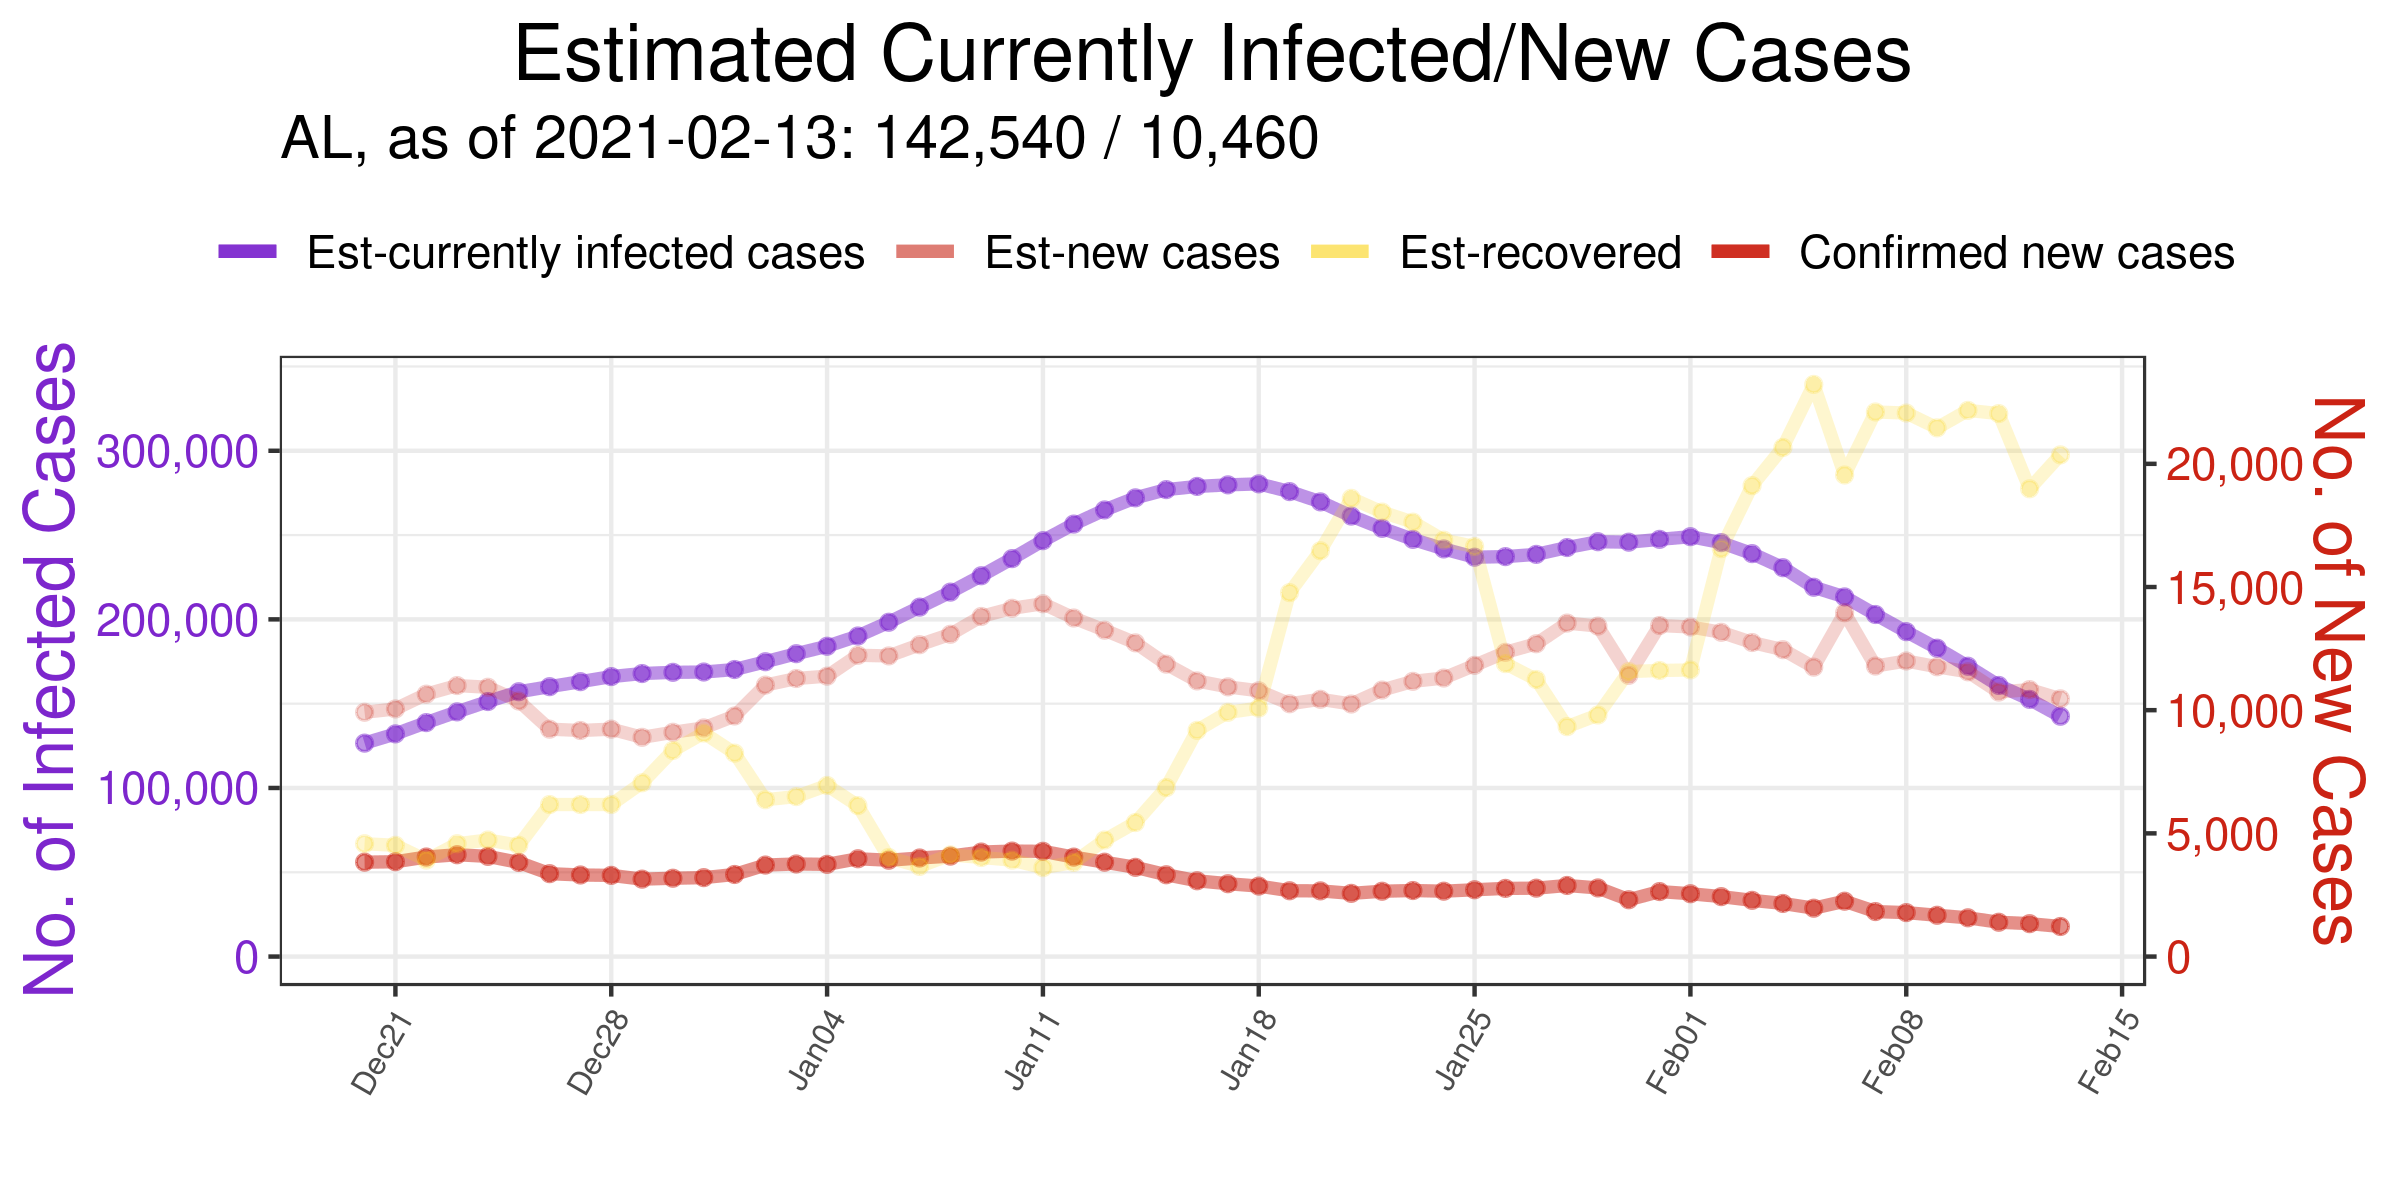 Estimated Currently Infected/New Cases
AL, as of 2021-02-13: 142,540 / 10,460
Est-currently infected cases Est-new cases Est-recovered Confirmed new cases
No. of Infected Cases
300,000
200,000
100,000
0
20,000
15,000
10,000
5,000
0
No. of New Cases
Dec21 Dec28 Jan04 Jan11 Jan18 Jan25 Feb01 Feb08 Feb15